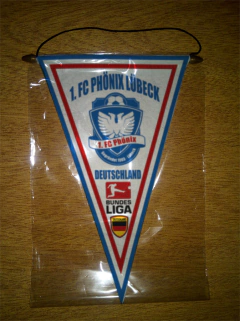 1. FC PHÖNIX LÜBECK
1. FC PHÖNIX
DEUTSCHLAND
BUNDES
LIGA